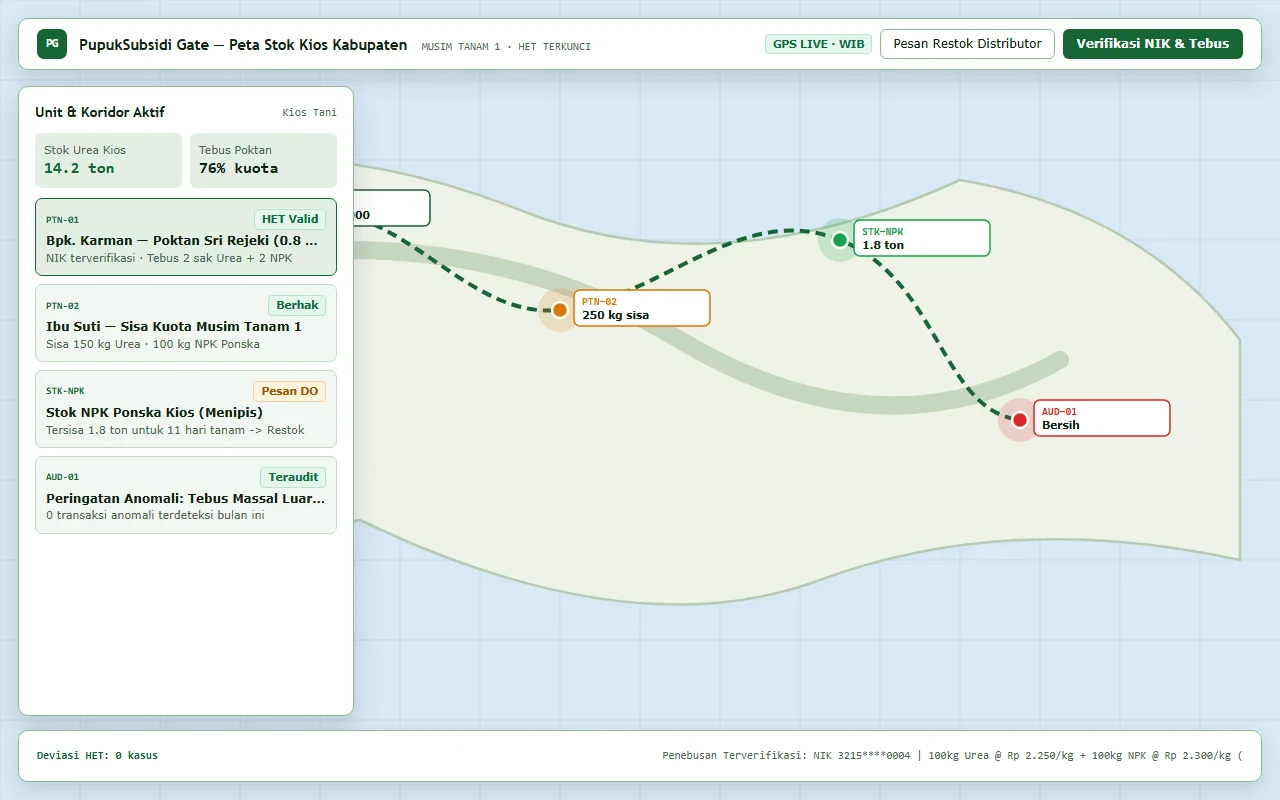 PG
PupukSubsidi Gate — Peta Stok Kios Kabupaten
MUSIM TANAM 1 · HET TERKUNCI
GPS LIVE · WIB
Pesan Restok Distributor
Verifikasi NIK & Tebus
Unit & Koridor Aktif
Kios Tani
Stok Urea Kios
14.2 ton
Tebus Poktan
76% kuota
PTN-01
HET Valid
Bpk. Karman — Poktan Sri Rejeki (0.8 ...
NIK terverifikasi · Tebus 2 sak Urea + 2 NPK
PTN-02
Berhak
Ibu Suti — Sisa Kuota Musim Tanam 1
Sisa 150 kg Urea · 100 kg NPK Ponska
STK-NPK
Pesan DO
Stok NPK Ponska Kios (Menipis)
Tersisa 1.8 ton untuk 11 hari tanam -> Restok
AUD-01
Teraudit
Peringatan Anomali: Tebus Massal Luar...
0 transaksi anomali terdeteksi bulan ini
PTN-02
250 kg sisa
STK-NPK
1.8 ton
AUD-01
Bersih
Deviasi HET: 0 kasus
Penebusan Terverifikasi: NIK 3215****0004 | 100kg Urea @ Rp 2.250/kg + 100kg NPK @ Rp 2.300/kg (